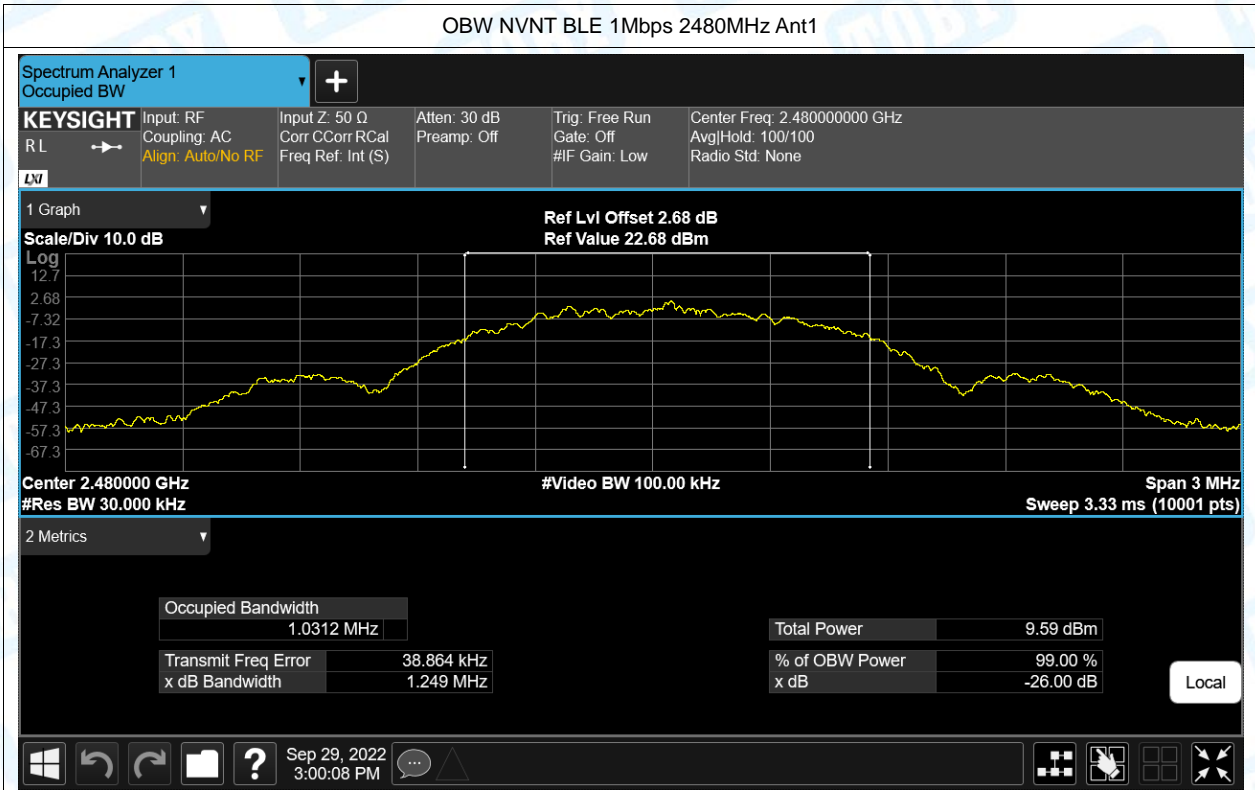 OBW NVNT BLE 1Mbps 2480MHz Ant1
Spectrum Analyzer 1
Occupied BW
KEYSIGHT
R L
LXI
Input: RF
Coupling: AC
Align: Auto/No RF
Input Z: 50 Ω
Corr CCorr RCal
Freq Ref: Int (S)
Atten: 30 dB
Preamp: Off
Trig: Free Run
Gate: Off
#IF Gain: Low
Center Freq: 2.480000000 GHz
Avg|Hold: 100/100
Radio Std: None
1 Graph
Scale/Div 10.0 dB
Ref Lvl Offset 2.68 dB
Ref Value 22.68 dBm
Log
12.7
2.68
-7.32
-17.3
-27.3
-37.3
-47.3
-57.3
-67.3
Center 2.480000 GHz
#Video BW 100.00 kHz
Span 3 MHz
#Res BW 30.000 kHz
Sweep 3.33 ms (10001 pts)
2 Metrics
Occupied Bandwidth
1.0312 MHz
Total Power 9.59 dBm
Transmit Freq Error 38.864 kHz
% of OBW Power 99.00 %
x dB Bandwidth 1.249 MHz
x dB -26.00 dB
Local
Sep 29, 2022
3:00:08 PM